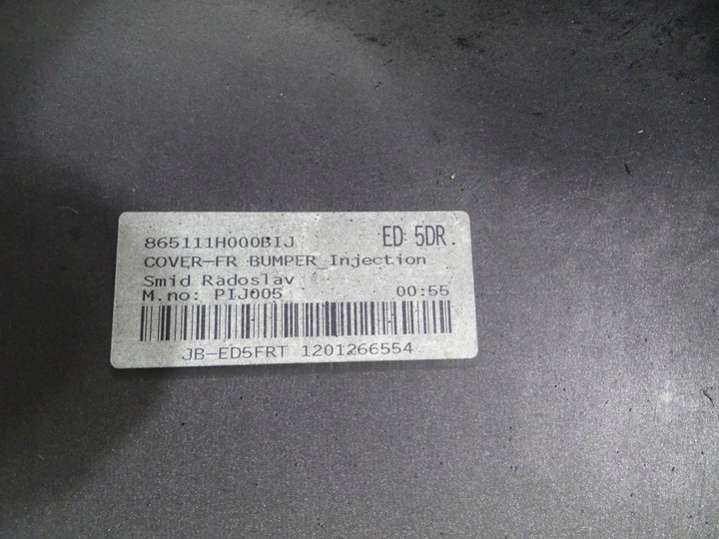 865111H000BIJ ED 5DR.
COVER-FR BUMPER Injection
Smid Radoslav
M.no: PIJ005 00:55
JB-ED5FRT 1201266554